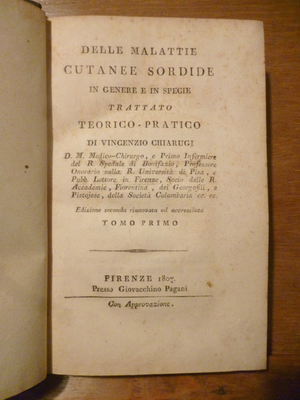 DELLE MALATTIE
CUTANEE SORDIDE
IN GENERE E IN SPECIE
TRATTATO
TEORICO-PRATICO
DI VINCENZO CHIARUGI
D. M. Medico-Chirurgo, e Primo Infermiere
del R. Spedale di Bonifazio, Professore
Onorario nella R. Università di Pisa, e
Pubb. Lettore in Firenze, Socio delle R.
Accademie, Fiorentina, dei Georgofili, e
Pistojese, della Società Colombaria ec. ec.
Edizione seconda rinnovata ed accresciuta
TOMO PRIMO
FIRENZE 1807.
Presso Giovacchino Pagani
Con Approvazione.